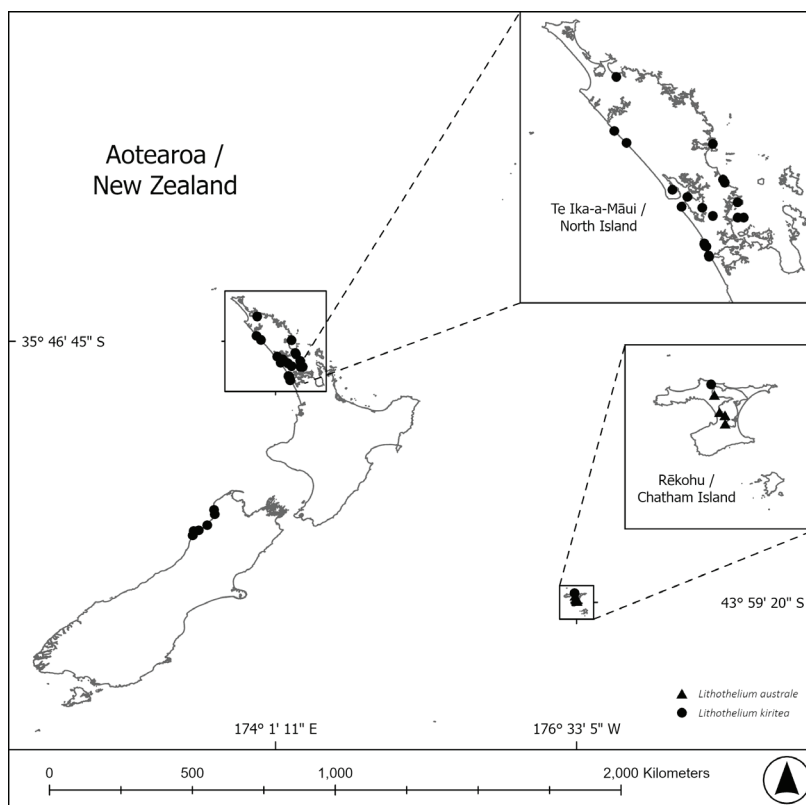 Aotearoa /
New Zealand
Te Ika-a-Māui /
North Island
35° 46' 45" S
Rēkohu /
Chatham Island
43° 59' 20" S
Lithothelium australe
Lithothelium kiritea
174° 1' 11" E
176° 33' 5" W
0 500 1,000 2,000 Kilometers